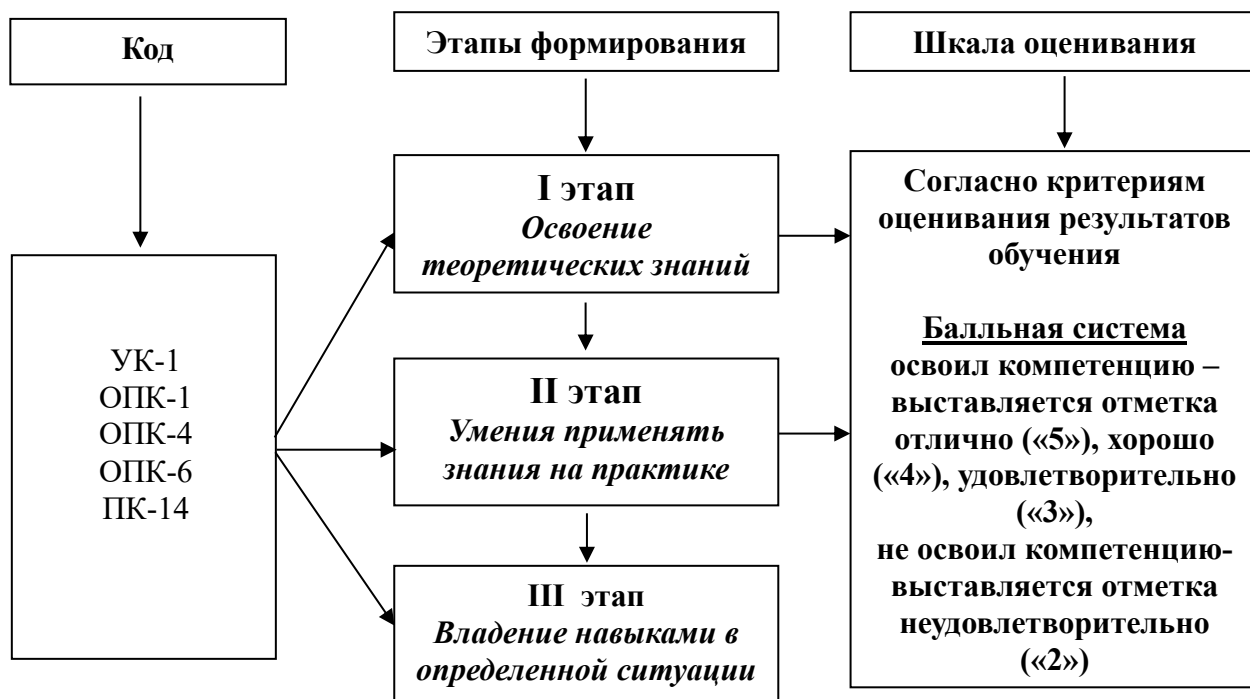 Код
Этапы формирования
Шкала оценивания
УК-1
ОПК-1
ОПК-4
ОПК-6
ПК-14
I этап
Освоение
теоретических знаний
II этап
Умения применять
знания на практике
III этап
Владение навыками в
определенной ситуации
Согласно критериям
оценивания результатов
обучения
Балльная система
освоил компетенцию –
выставляется отметка
отлично («5»), хорошо
(«4»), удовлетворительно
(«3»),
не освоил компетенцию-
выставляется отметка
неудовлетворительно
(«2»)